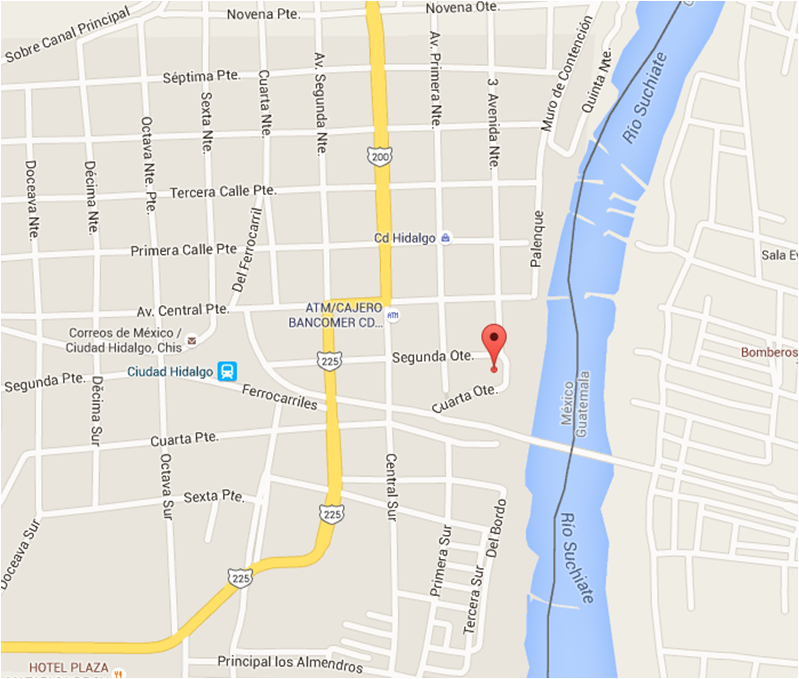 Novena Pte.
Novena Ote.
Sobre Canal Principal
Séptima Pte.
Sexta Nte.
Cuarta Nte.
Av. Segunda Nte.
Av. Primera Nte.
3 Avenida Nte.
Muro de Contención
Quinta Nte.
Río Suchiate
Octava Nte. Pte.
200
Doceava Nte.
Décima Nte.
Tercera Calle Pte.
Palenque
Cd Hidalgo
Primera Calle Pte
Del Ferrocarril
Sala Ev
Av. Central Pte.
ATM/CAJERO
BANCOMER CD...
ATM
Correos de México /
Ciudad Hidalgo, Chis
Segunda Ote.
225
Bomberos
Ciudad Hidalgo
Segunda Pte.
Ferrocarriles
Cuarta Ote.
México
Guatemala
Décima Sur
Cuarta Pte.
Octava Sur
Central Sur
Sexta Pte.
225
Doceava Sur
Del Bordo
Primera Sur
Tercera Sur
Río Suchiate
225
Principal los Almendros
HOTEL PLAZA